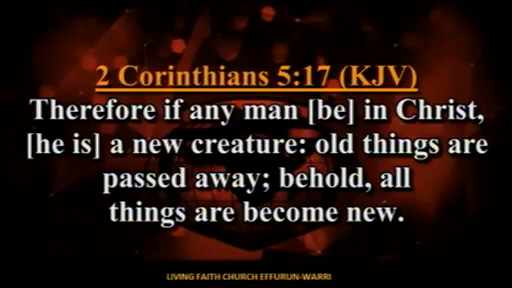 2 Corinthians 5:17 (KJV)
Therefore if any man [be] in Christ,
[he is] a new creature: old things are
passed away; behold, all
things are become new.
LIVING FAITH CHURCH EFFURUN-WARRI